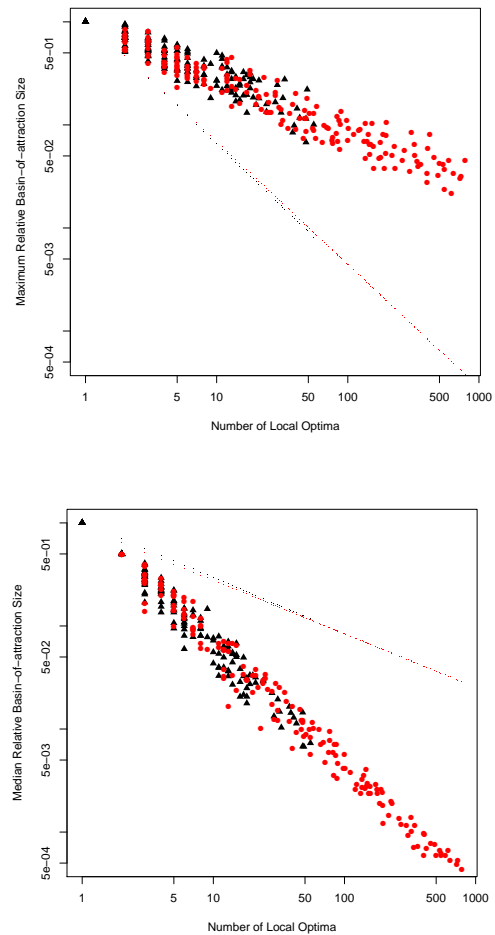 5e−01
5e−02
5e−03
5e−04
Maximum Relative Basin−of−attraction Size
1 5 10 50 100 500 1000
Number of Local Optima
5e−01
5e−02
5e−03
5e−04
Median Relative Basin−of−attraction Size
1 5 10 50 100 500 1000
Number of Local Optima